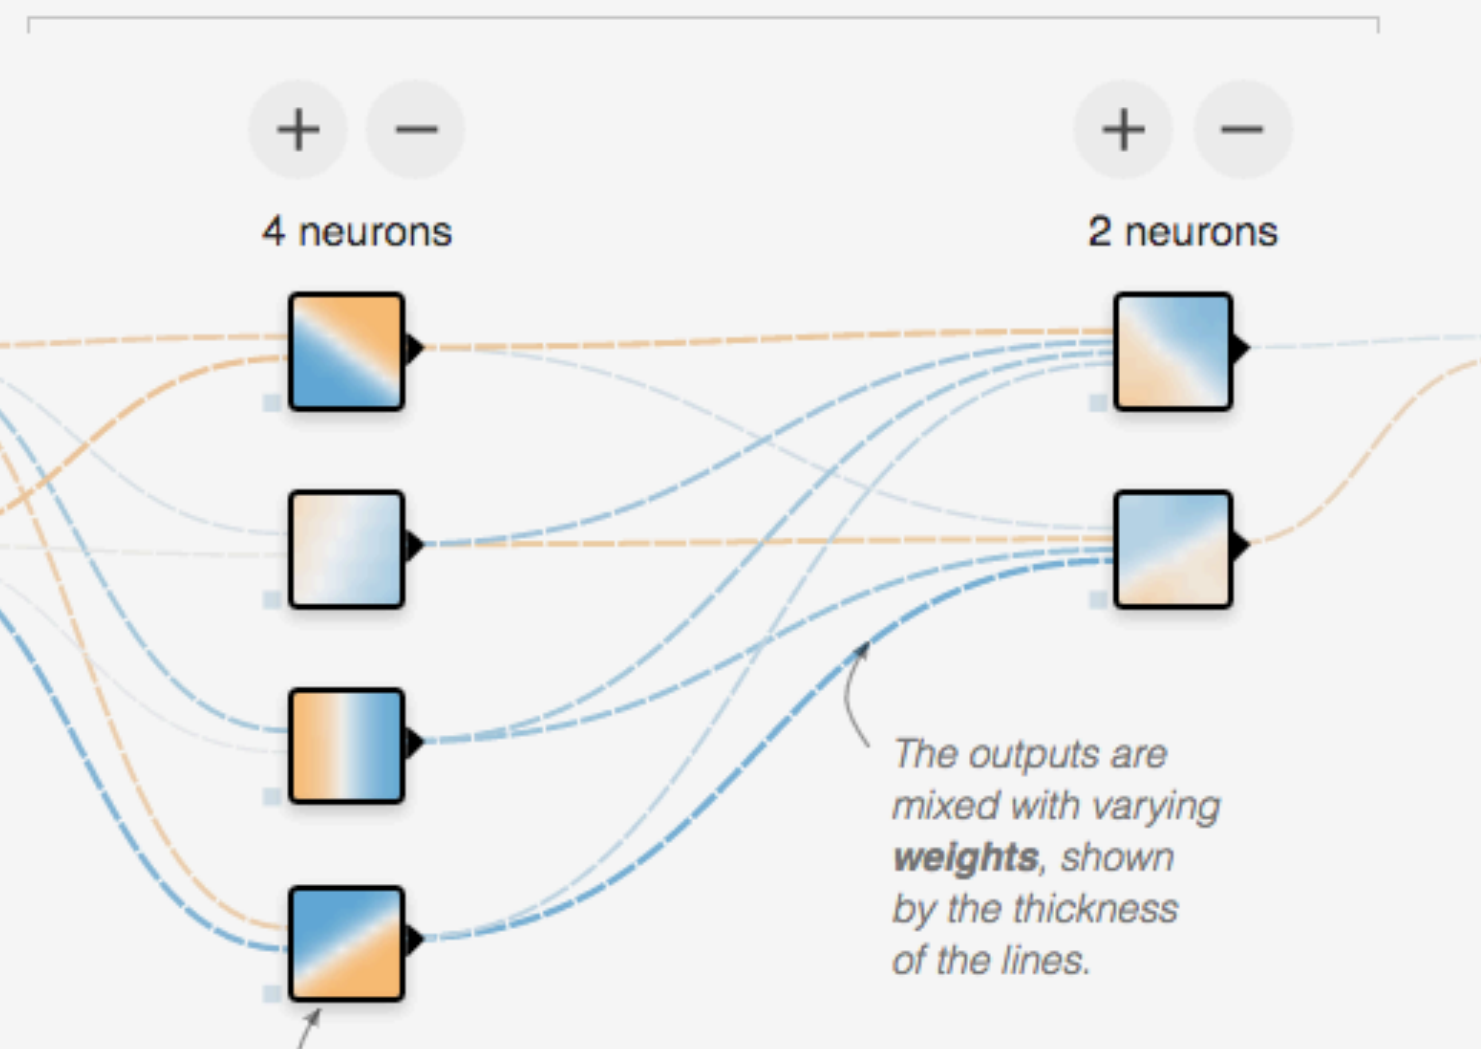 4 neurons
2 neurons
The outputs are
mixed with varying
weights, shown
by the thickness
of the lines.